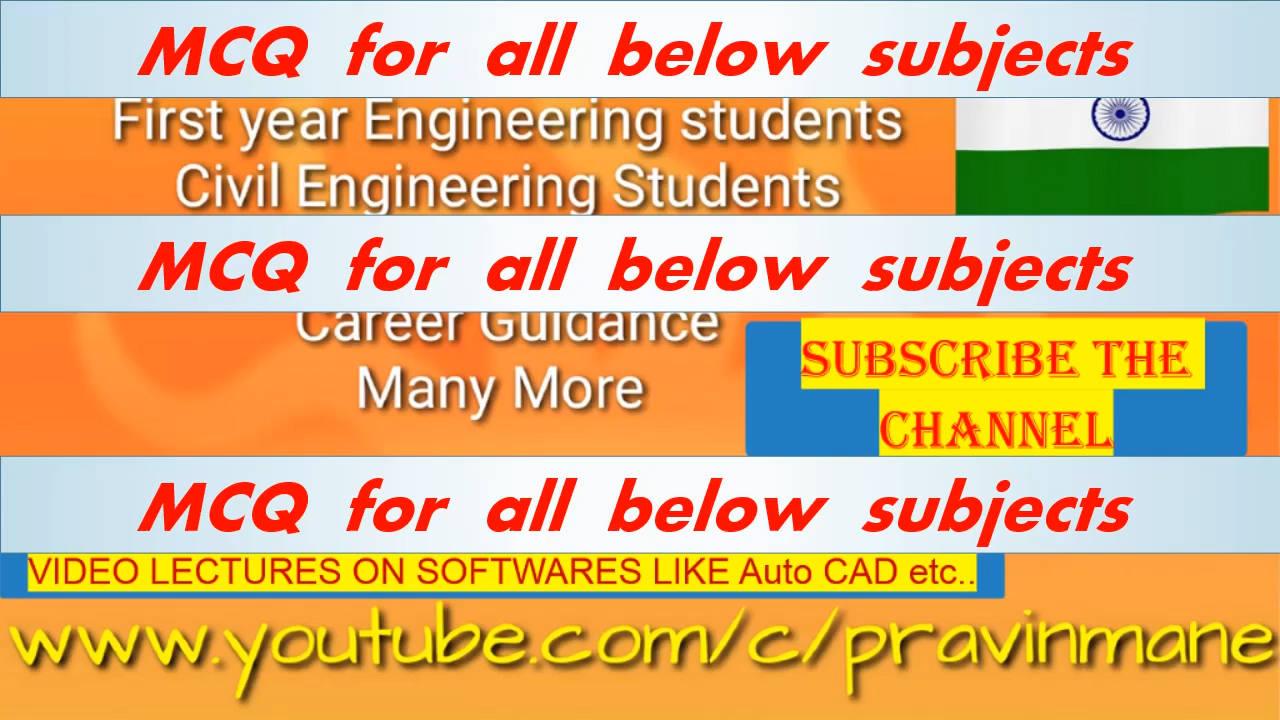 MCQ for all below subjects
First year Engineering students
Civil Engineering Students
MCQ for all below subjects
Career Guidance
Many More
SUBSCRIBE THE
CHANNEL
MCQ for all below subjects
VIDEO LECTURES ON SOFTWARES LIKE Auto CAD etc..
www.youtube.com/c/pravinmane